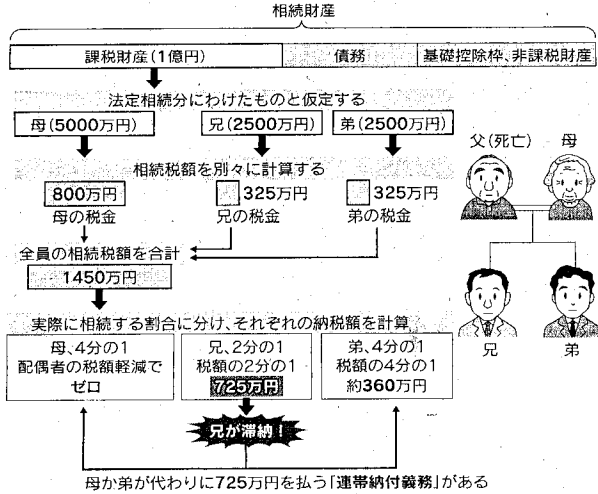 相続財産
課税財産(1億円)
債務
基礎控除枠、非課税財産
法定相続分にわけたものと仮定する
母(5000万円)
兄(2500万円)
弟(2500万円)
相続税額を別々に計算する
800万円
母の税金
325万円
兄の税金
325万円
弟の税金
全員の相続税額を合計
1450万円
父(死亡)
母
兄
弟
実際に相続する割合に分け、それぞれの納税額を計算
母、4分の1
配偶者の税額軽減で
ゼロ
兄、2分の1
税額の2分の1
725万円
弟、4分の1
税額の4分の1
約360万円
兄が滞納!
母か弟が代わりに725万円を払う「連帯納付義務」がある